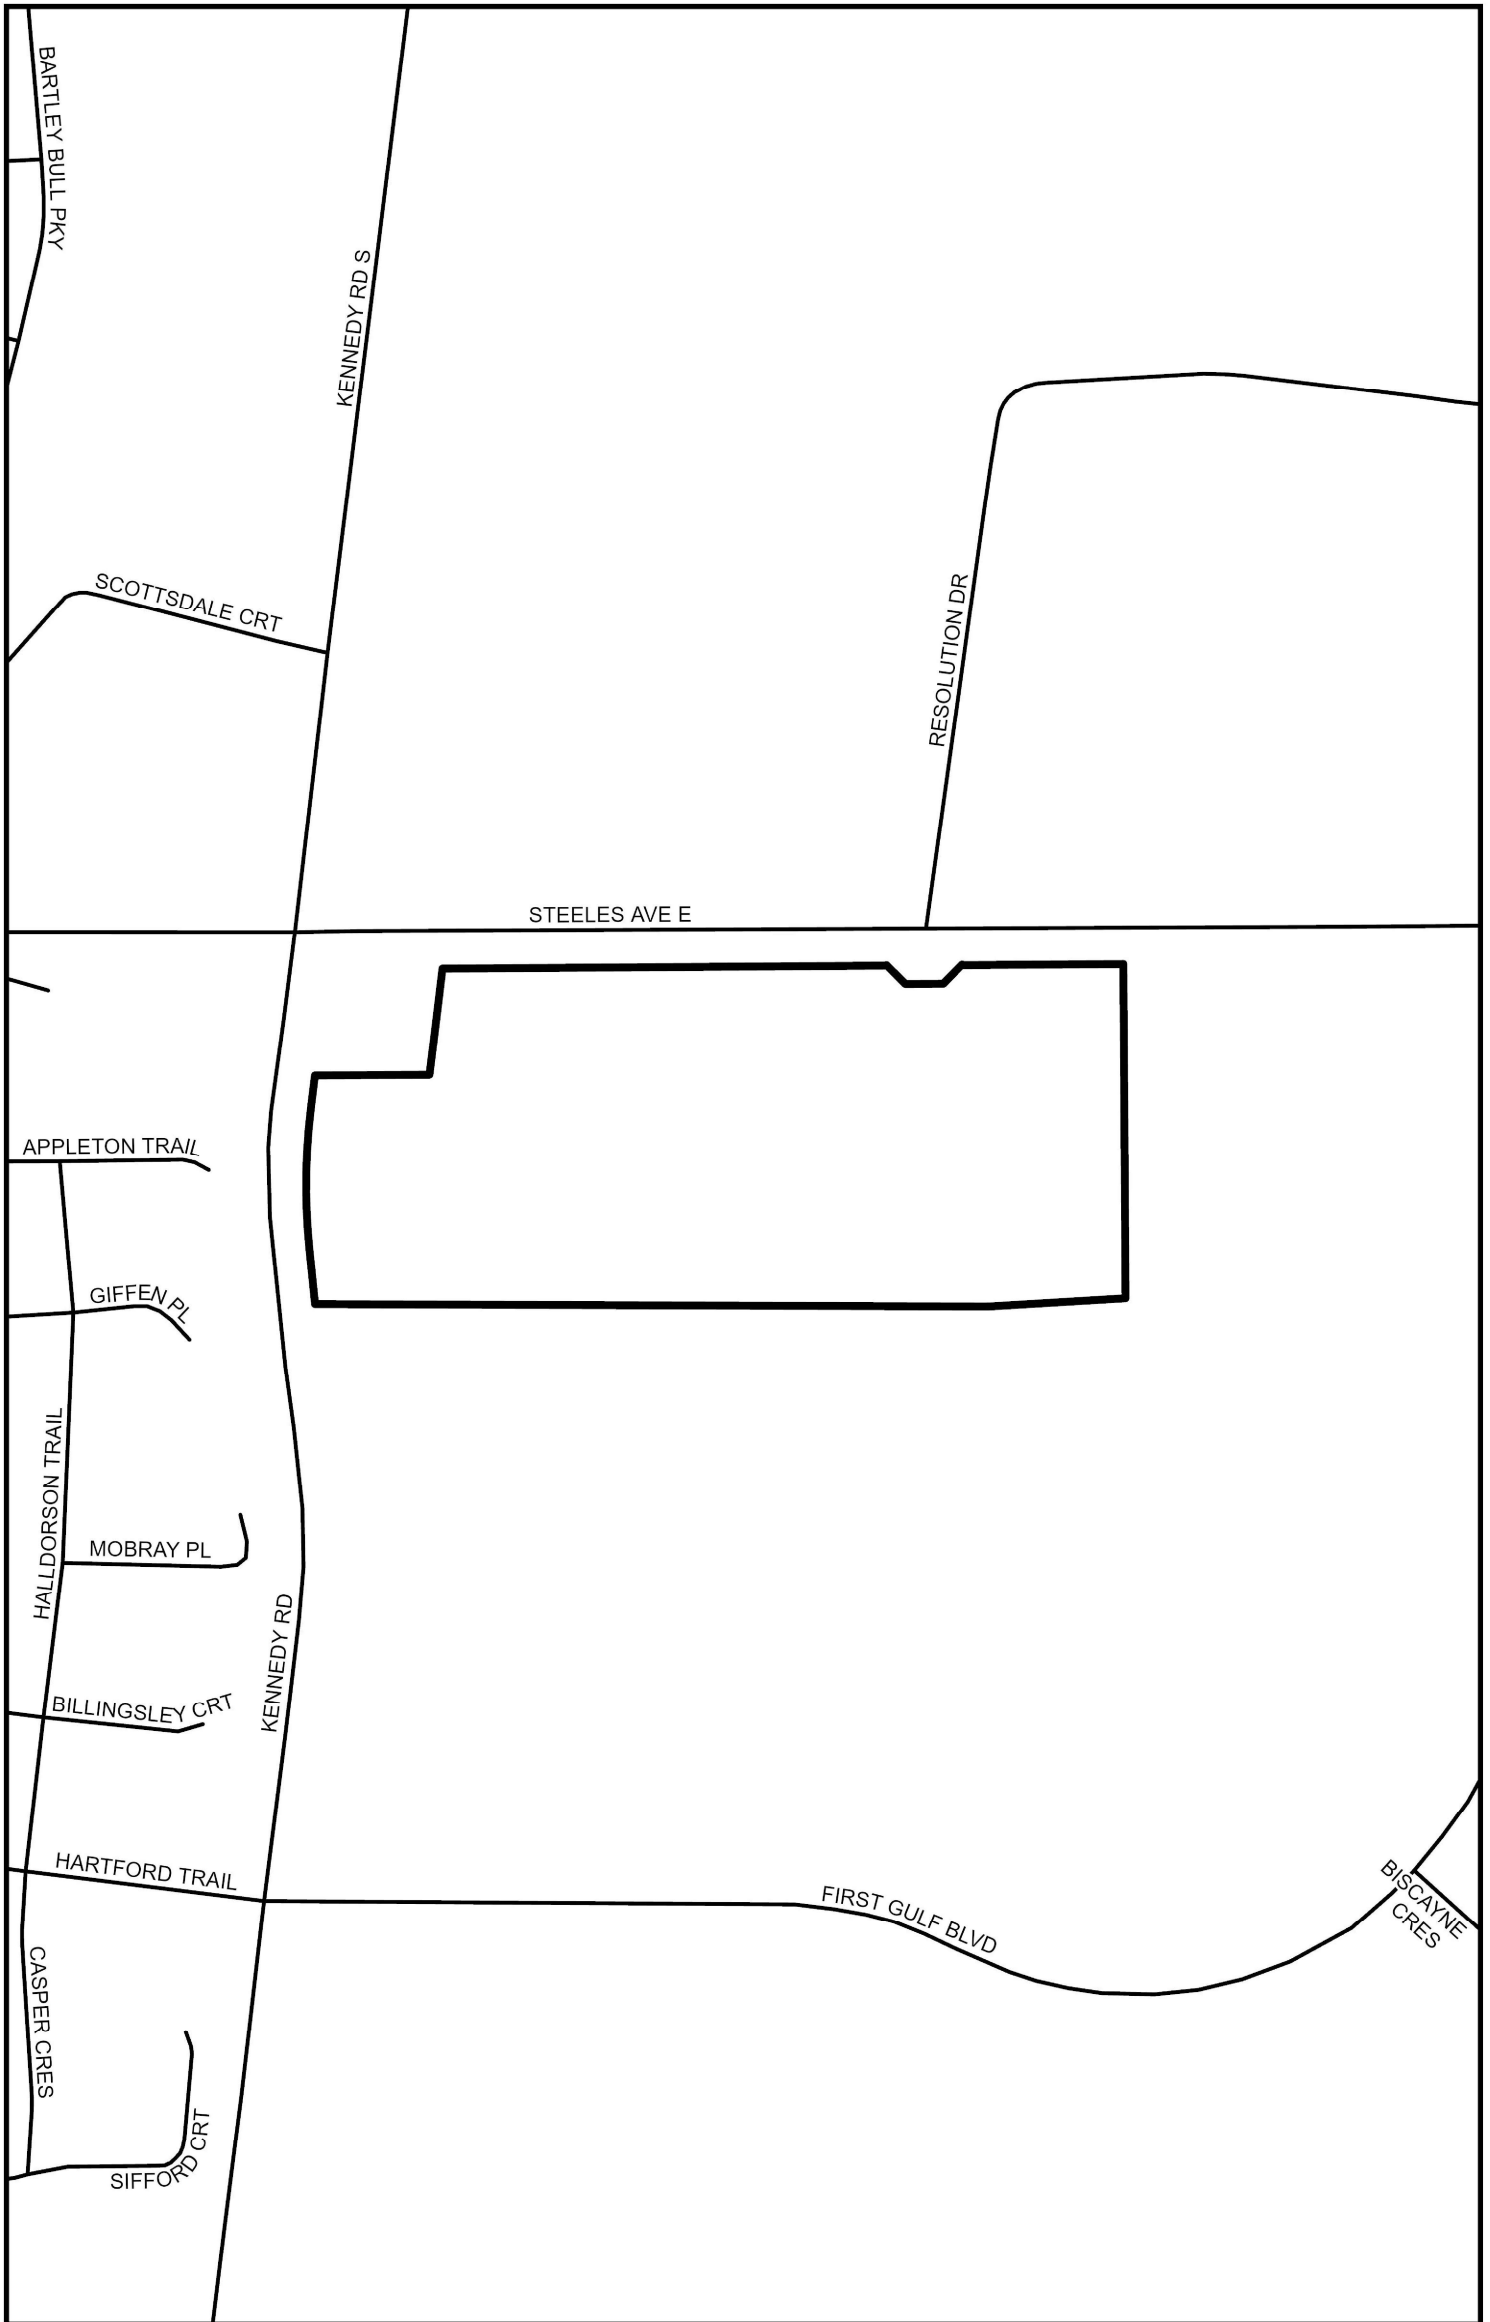 BARTLEY BULL PKY
KENNEDY RD S
SCOTTSDALE CRT
RESOLUTION DR
STEELES AVE E
APPLETON TRAIL
GIFFEN PL
HALLDORSON TRAIL
MOBRAY PL
KENNEDY RD
BILLINGSLEY CRT
HARTFORD TRAIL
FIRST GULF BLVD
BISCAYNE
CRES
CASPER CRES
SIFFORD CRT